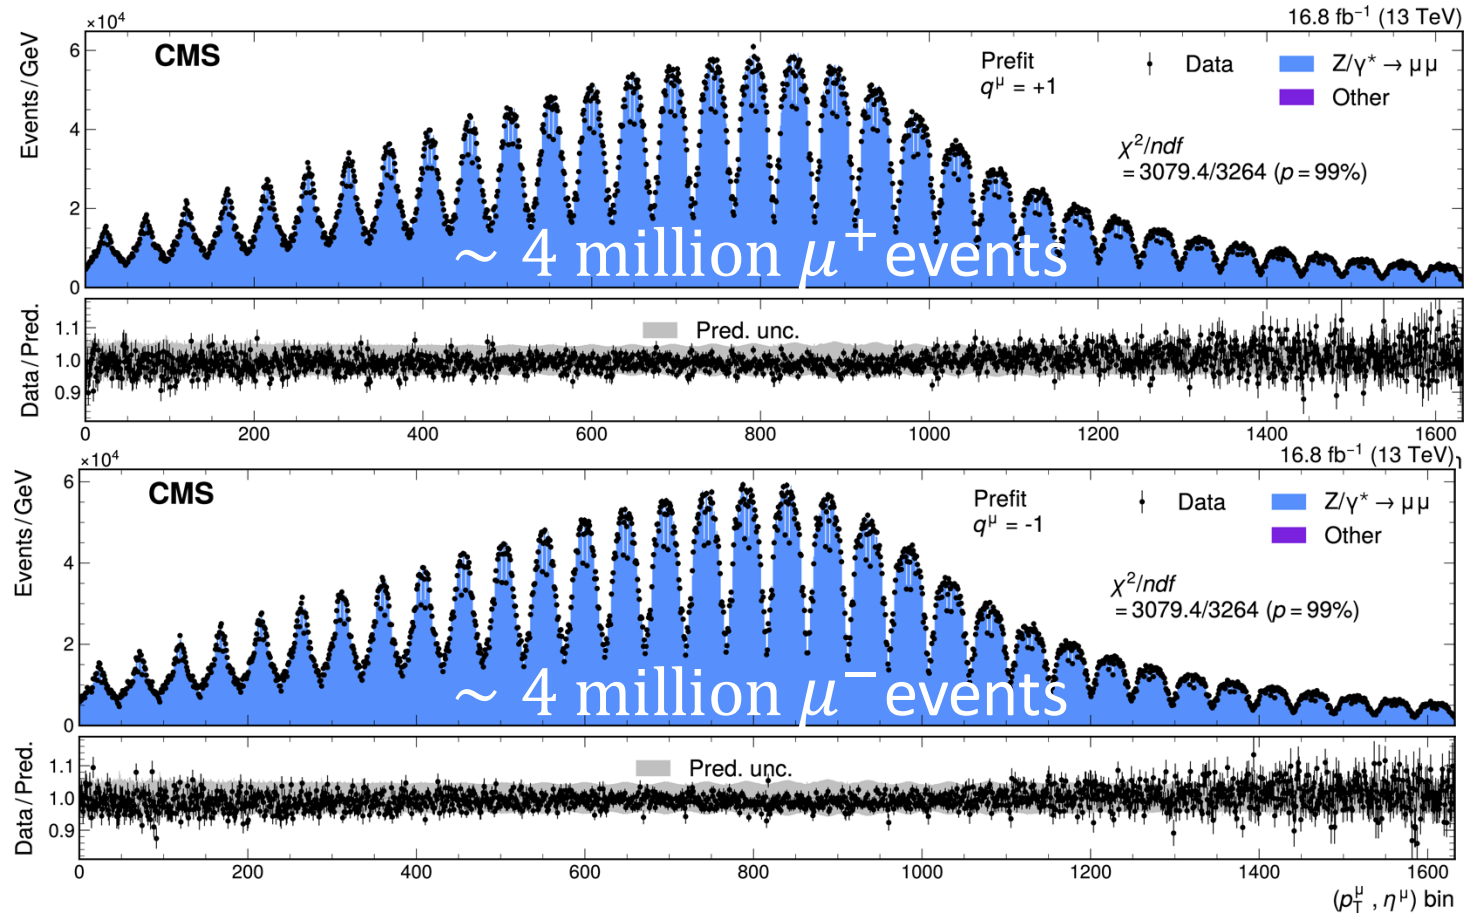 16.8 fb⁻¹ (13 TeV)
×10⁴
CMS
Prefit
qᵘ = +1
Data
Z/γ* → μμ
Other
χ²/ndf
= 3079.4/3264 (p = 99%)
Events / GeV
6
4
2
0
~ 4 million μ⁺ events
Pred. unc.
Data / Pred.
1.1
1.0
0.9
0 200 400 600 800 1000 1200 1400 1600
16.8 fb⁻¹ (13 TeV)
×10⁴
CMS
Prefit
qᵘ = -1
Data
Z/γ* → μμ
Other
χ²/ndf
= 3079.4/3264 (p = 99%)
Events / GeV
6
4
2
0
~ 4 million μ⁻ events
Pred. unc.
Data / Pred.
1.1
1.0
0.9
0 200 400 600 800 1000 1200 1400 1600
(p_T^μ , η^μ) bin